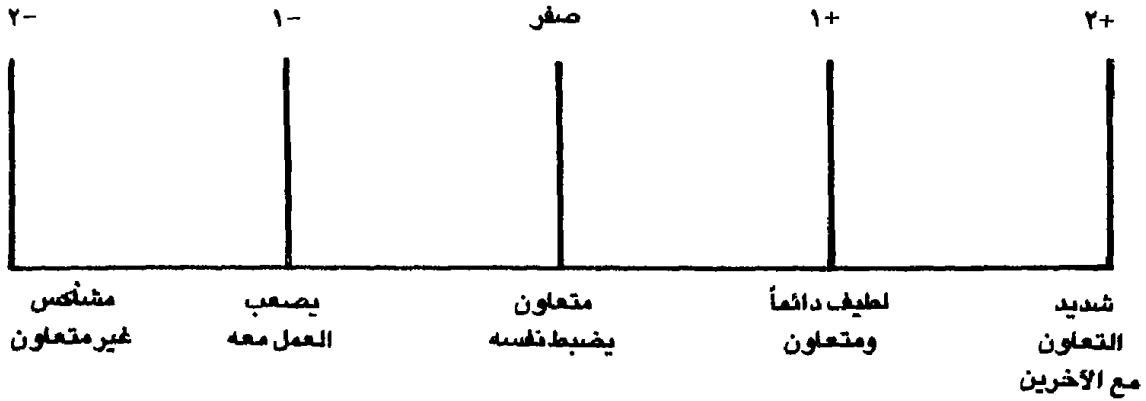 +٢
+١
صفر
-١
-٢
شديد
التعاون
مع الآخرين
لطيف دائماً
ومتعاون
متعاون
يضبط نفسه
يصعب
العمل معه
مشاكس
غير متعاون